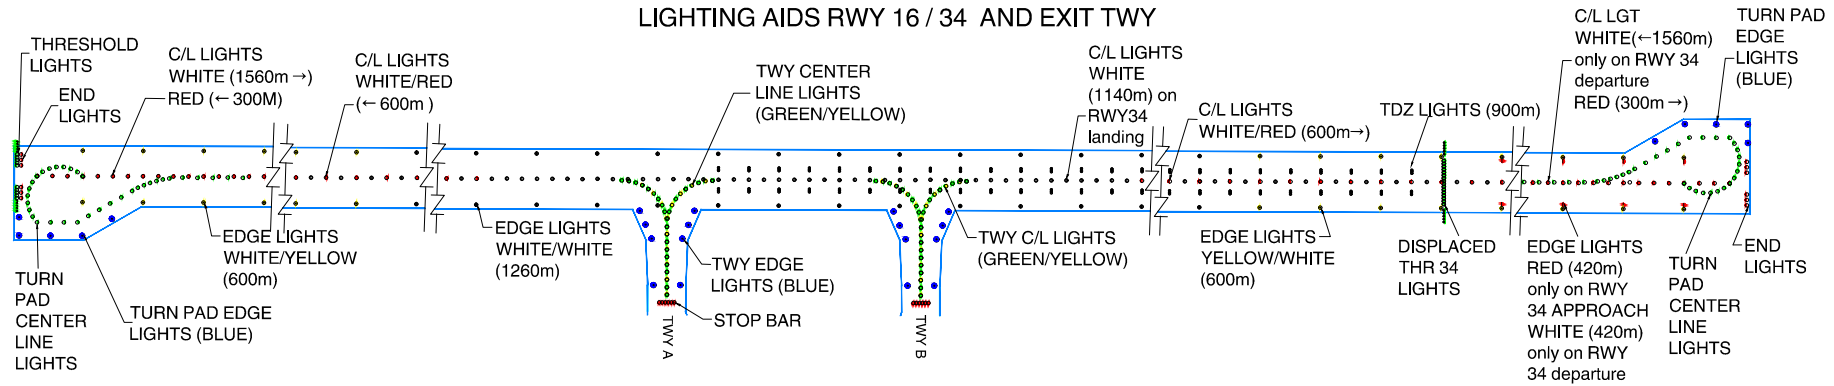 LIGHTING AIDS RWY 16 / 34 AND EXIT TWY
THRESHOLD
LIGHTS
END
LIGHTS
C/L LIGHTS
WHITE (1560m →)
RED (← 300M)
C/L LIGHTS
WHITE/RED
(← 600m )
TWY CENTER
LINE LIGHTS
(GREEN/YELLOW)
C/L LIGHTS
WHITE
(1140m) on
RWY34
landing
C/L LIGHTS
WHITE/RED (600m→)
TDZ LIGHTS (900m)
C/L LGT
WHITE(←1560m)
only on RWY 34
departure
RED (300m →)
TURN PAD
EDGE
LIGHTS
(BLUE)
TURN
PAD
CENTER
LINE
LIGHTS
TURN PAD EDGE
LIGHTS (BLUE)
EDGE LIGHTS
WHITE/YELLOW
(600m)
EDGE LIGHTS
WHITE/WHITE
(1260m)
TWY EDGE
LIGHTS (BLUE)
STOP BAR
TWY A
TWY B
TWY C/L LIGHTS
(GREEN/YELLOW)
EDGE LIGHTS
YELLOW/WHITE
(600m)
DISPLACED
THR 34
LIGHTS
EDGE LIGHTS
RED (420m)
only on RWY
34 APPROACH
WHITE (420m)
only on RWY
34 departure
TURN
PAD
CENTER
LINE
LIGHTS
END
LIGHTS